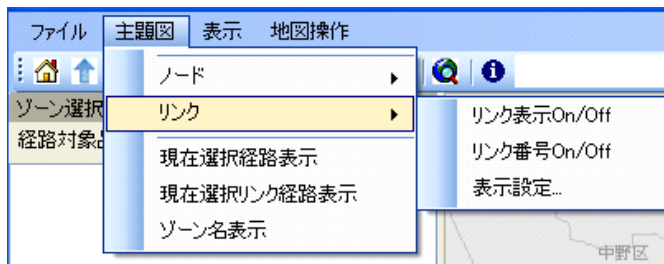 ファイル 主題図 表示 地図操作
ノード
ゾーン選択
リンク
リンク表示On/Off
経路対象
リンク番号On/Off
現在選択経路表示
表示設定...
現在選択リンク経路表示
ゾーン名表示
中野区